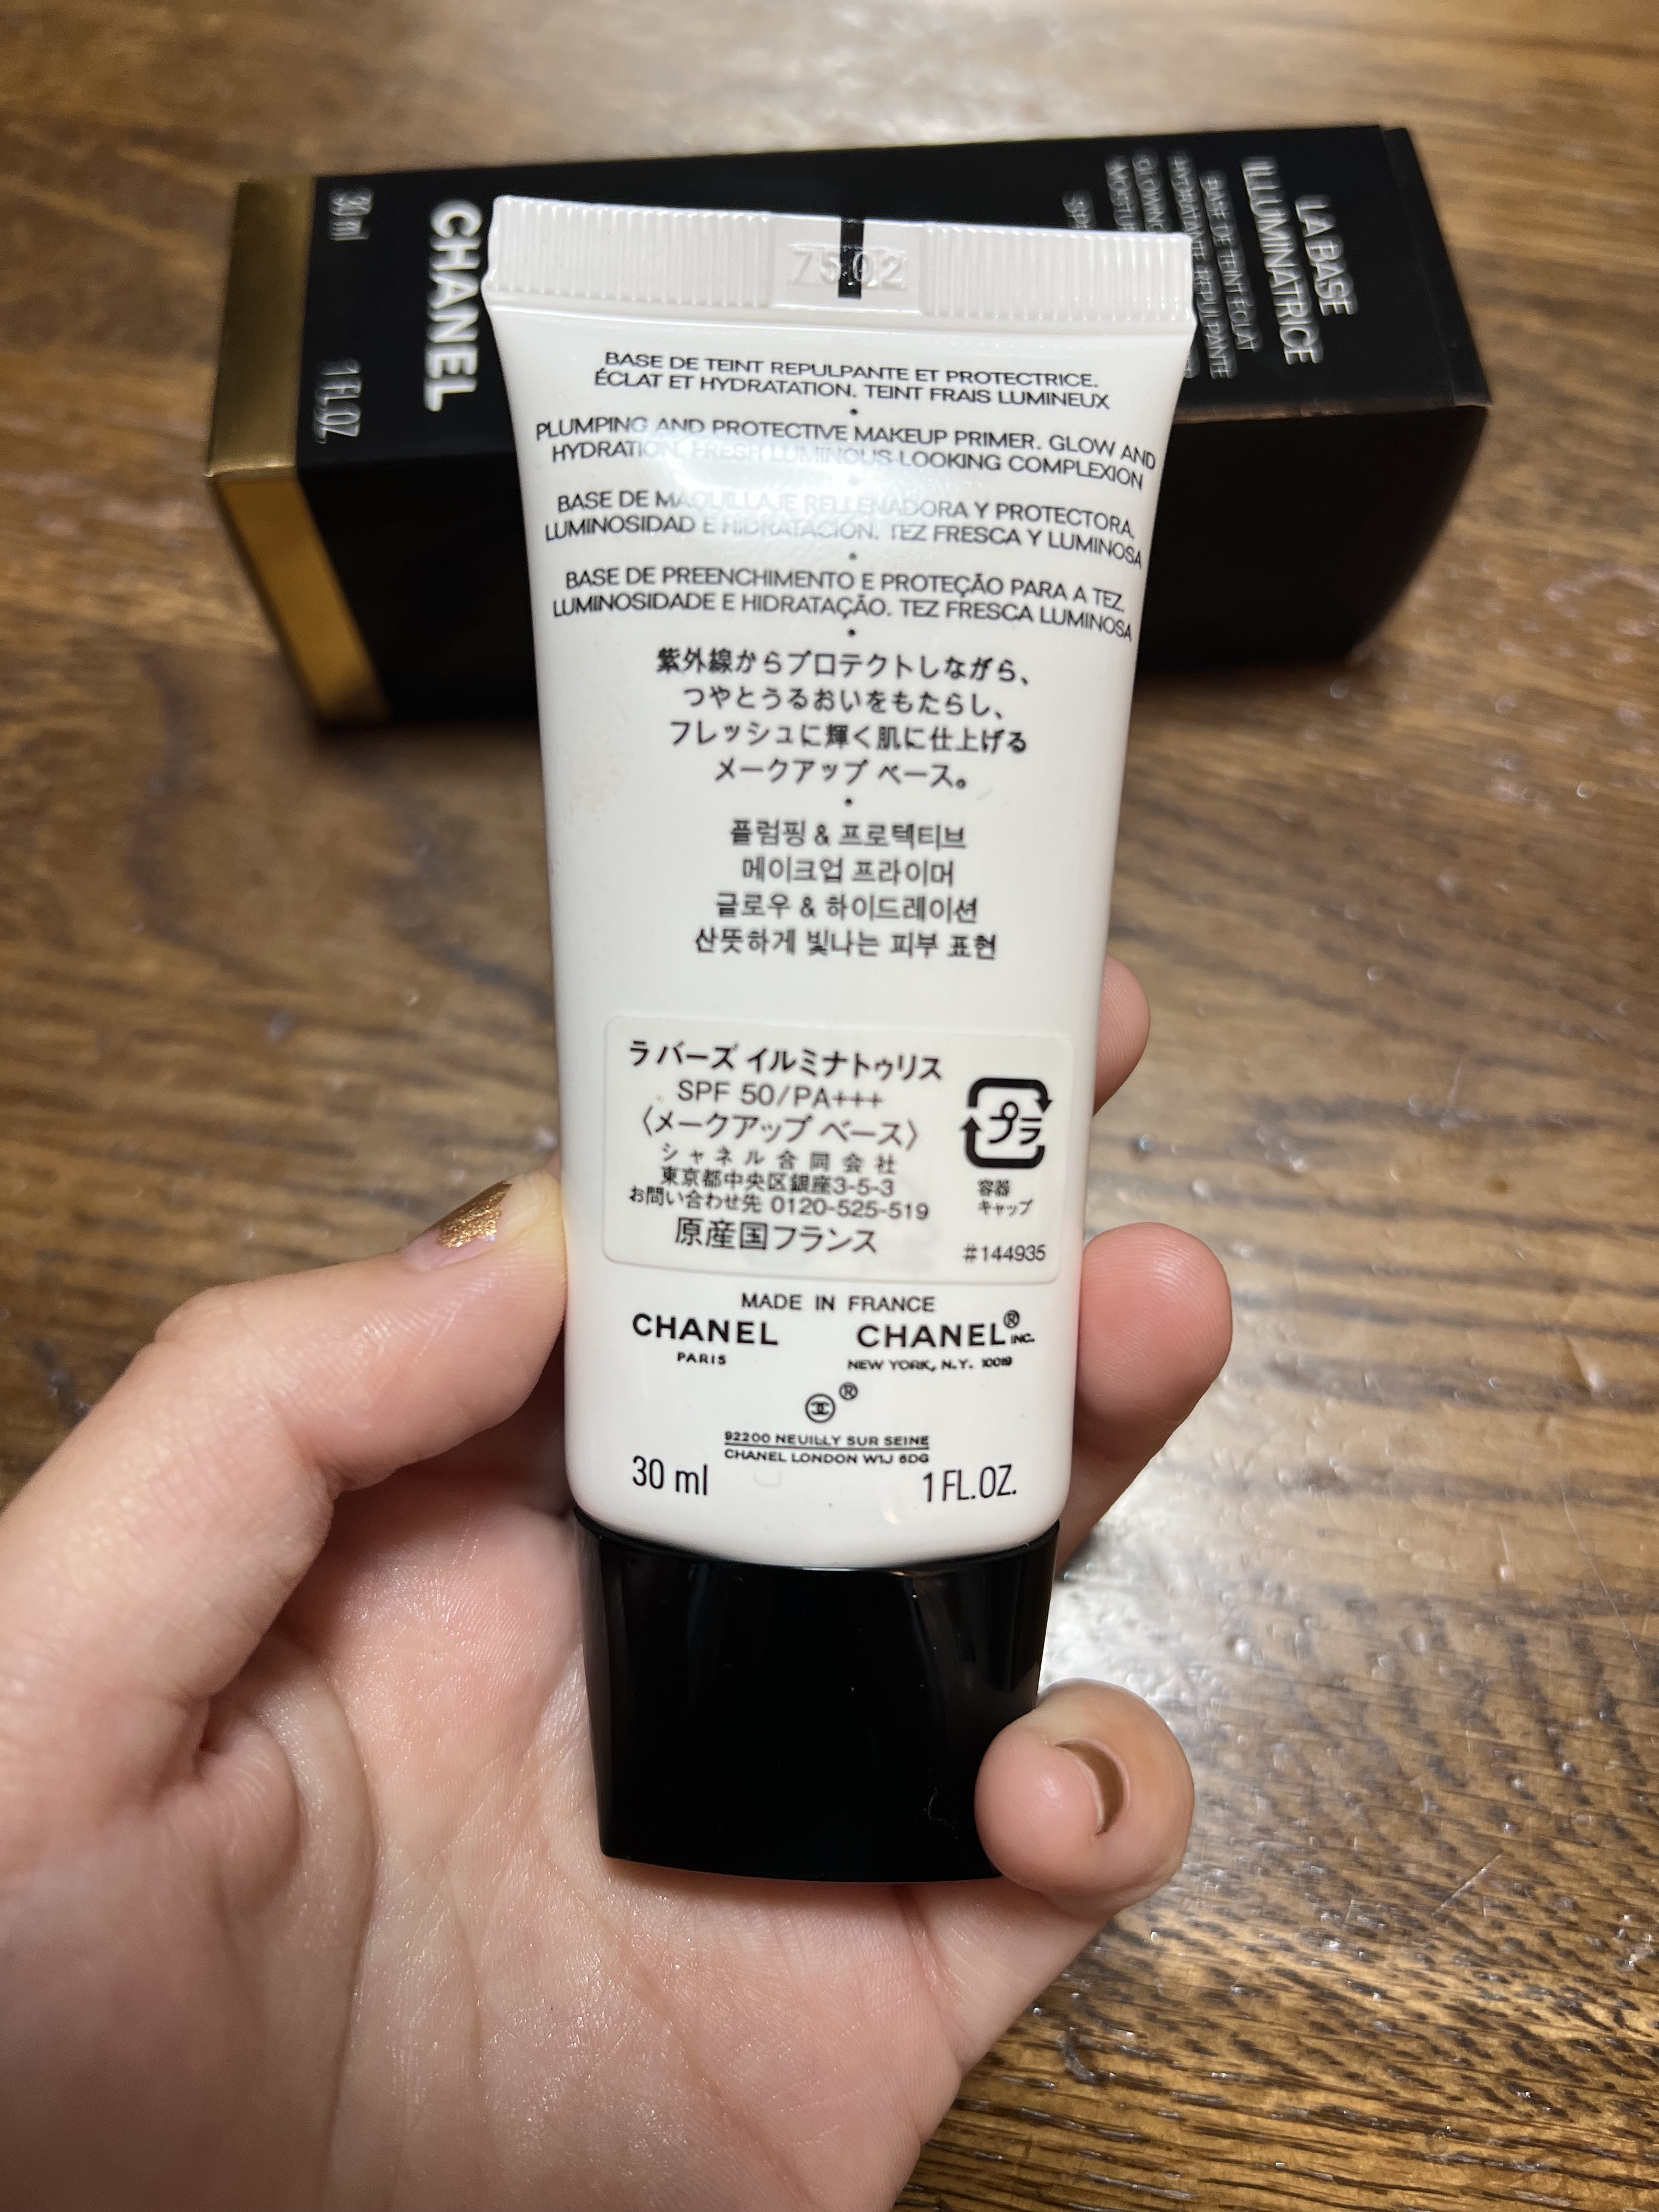 7502
BASE DE TEINT REPULPANTE ET PROTECTRICE.
ÉCLAT ET HYDRATATION. TEINT FRAIS LUMINEUX
•
PLUMPING AND PROTECTIVE MAKEUP PRIMER. GLOW AND
HYDRATION. FRESH LUMINOUS-LOOKING COMPLEXION
•
BASE DE MAQUILLAJE RELLENADORA Y PROTECTORA.
LUMINOSIDAD E HIDRATACIÓN. TEZ FRESCA Y LUMINOSA
•
BASE DE PREENCHIMENTO E PROTEÇÃO PARA A TEZ.
LUMINOSIDADE E HIDRATAÇÃO. TEZ FRESCA LUMINOSA
•
紫外線からプロテクトしながら、
つやとうるおいをもたらし、
フレッシュに輝く肌に仕上げる
メークアップ ベース。
•
플럼핑 & 프로텍티브
메이크업 프라이머
글로우 & 하이드레이션
산뜻하게 빛나는 피부 표현
ラ バーズ イルミナトゥリス
SPF 50/PA+++
〈メークアップ ベース〉
シャネル合同会社
東京都中央区銀座3-5-3
お問い合わせ先 0120-525-519
原産国フランス
プラ
容器
キャップ
#144935
MADE IN FRANCE
CHANEL
PARIS
CHANEL® INC.
NEW YORK, N.Y. 10019
®
92200 NEUILLY SUR SEINE
CHANEL LONDON W1J 6DG
30 ml
1 FL.OZ.
LA BASE
ILLUMINATRICE
BASE DE TEINT ÉCLAT
HYDRATANTE REPULPANTE
GLOWING
CHANEL
30 ml
1 FL.OZ.